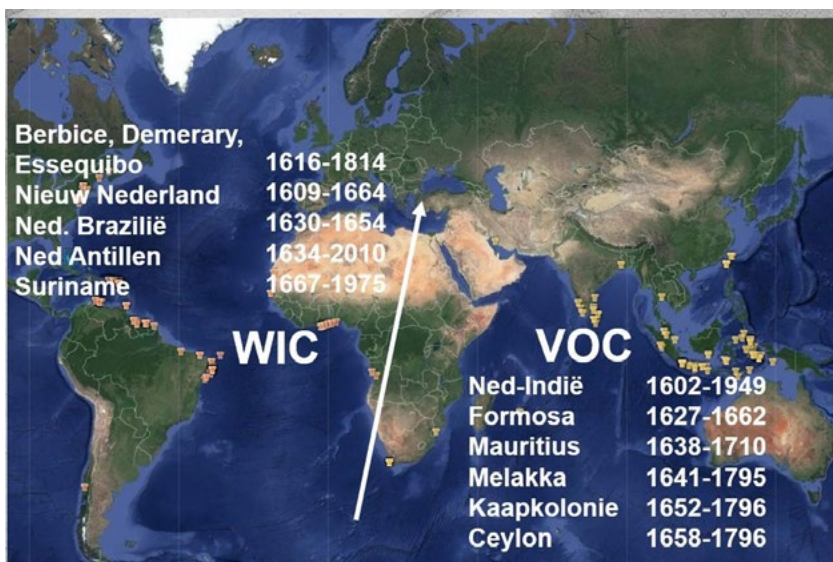 Berbice, Demerary,
Essequibo 1616-1814
Nieuw Nederland 1609-1664
Ned. Brazilië 1630-1654
Ned Antillen 1634-2010
Suriname 1667-1975
WIC
VOC
Ned-Indië 1602-1949
Formosa 1627-1662
Mauritius 1638-1710
Melakka 1641-1795
Kaapkolonie 1652-1796
Ceylon 1658-1796